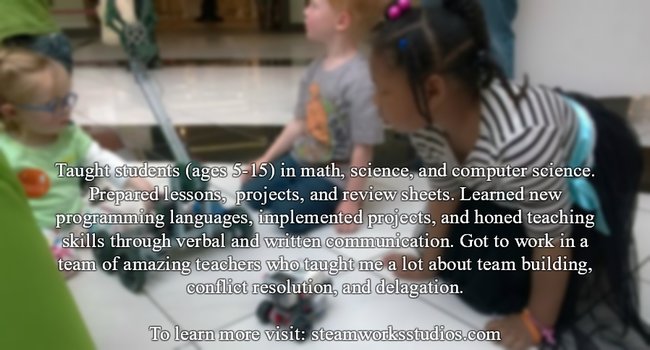 Taught students (ages 5-15) in math, science, and computer science.
Prepared lessons, projects, and review sheets. Learned new
programming languages, implemented projects, and honed teaching
skills through verbal and written communication. Got to work in a
team of amazing teachers who taught me a lot about team building,
conflict resolution, and delagation.
To learn more visit: steamworksstudios.com